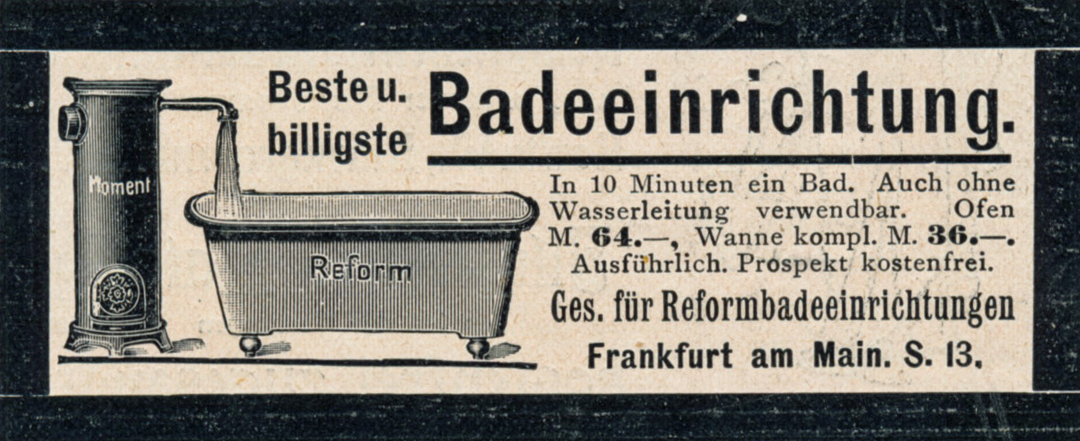 Moment
Reform
Beste u.
billigste
Badeeinrichtung.
In 10 Minuten ein Bad. Auch ohne
Wasserleitung verwendbar. Ofen
M. 64.—, Wanne kompl. M. 36.—.
Ausführlich. Prospekt kostenfrei.
Ges. für Reformbadeeinrichtungen
Frankfurt am Main. S. 13.